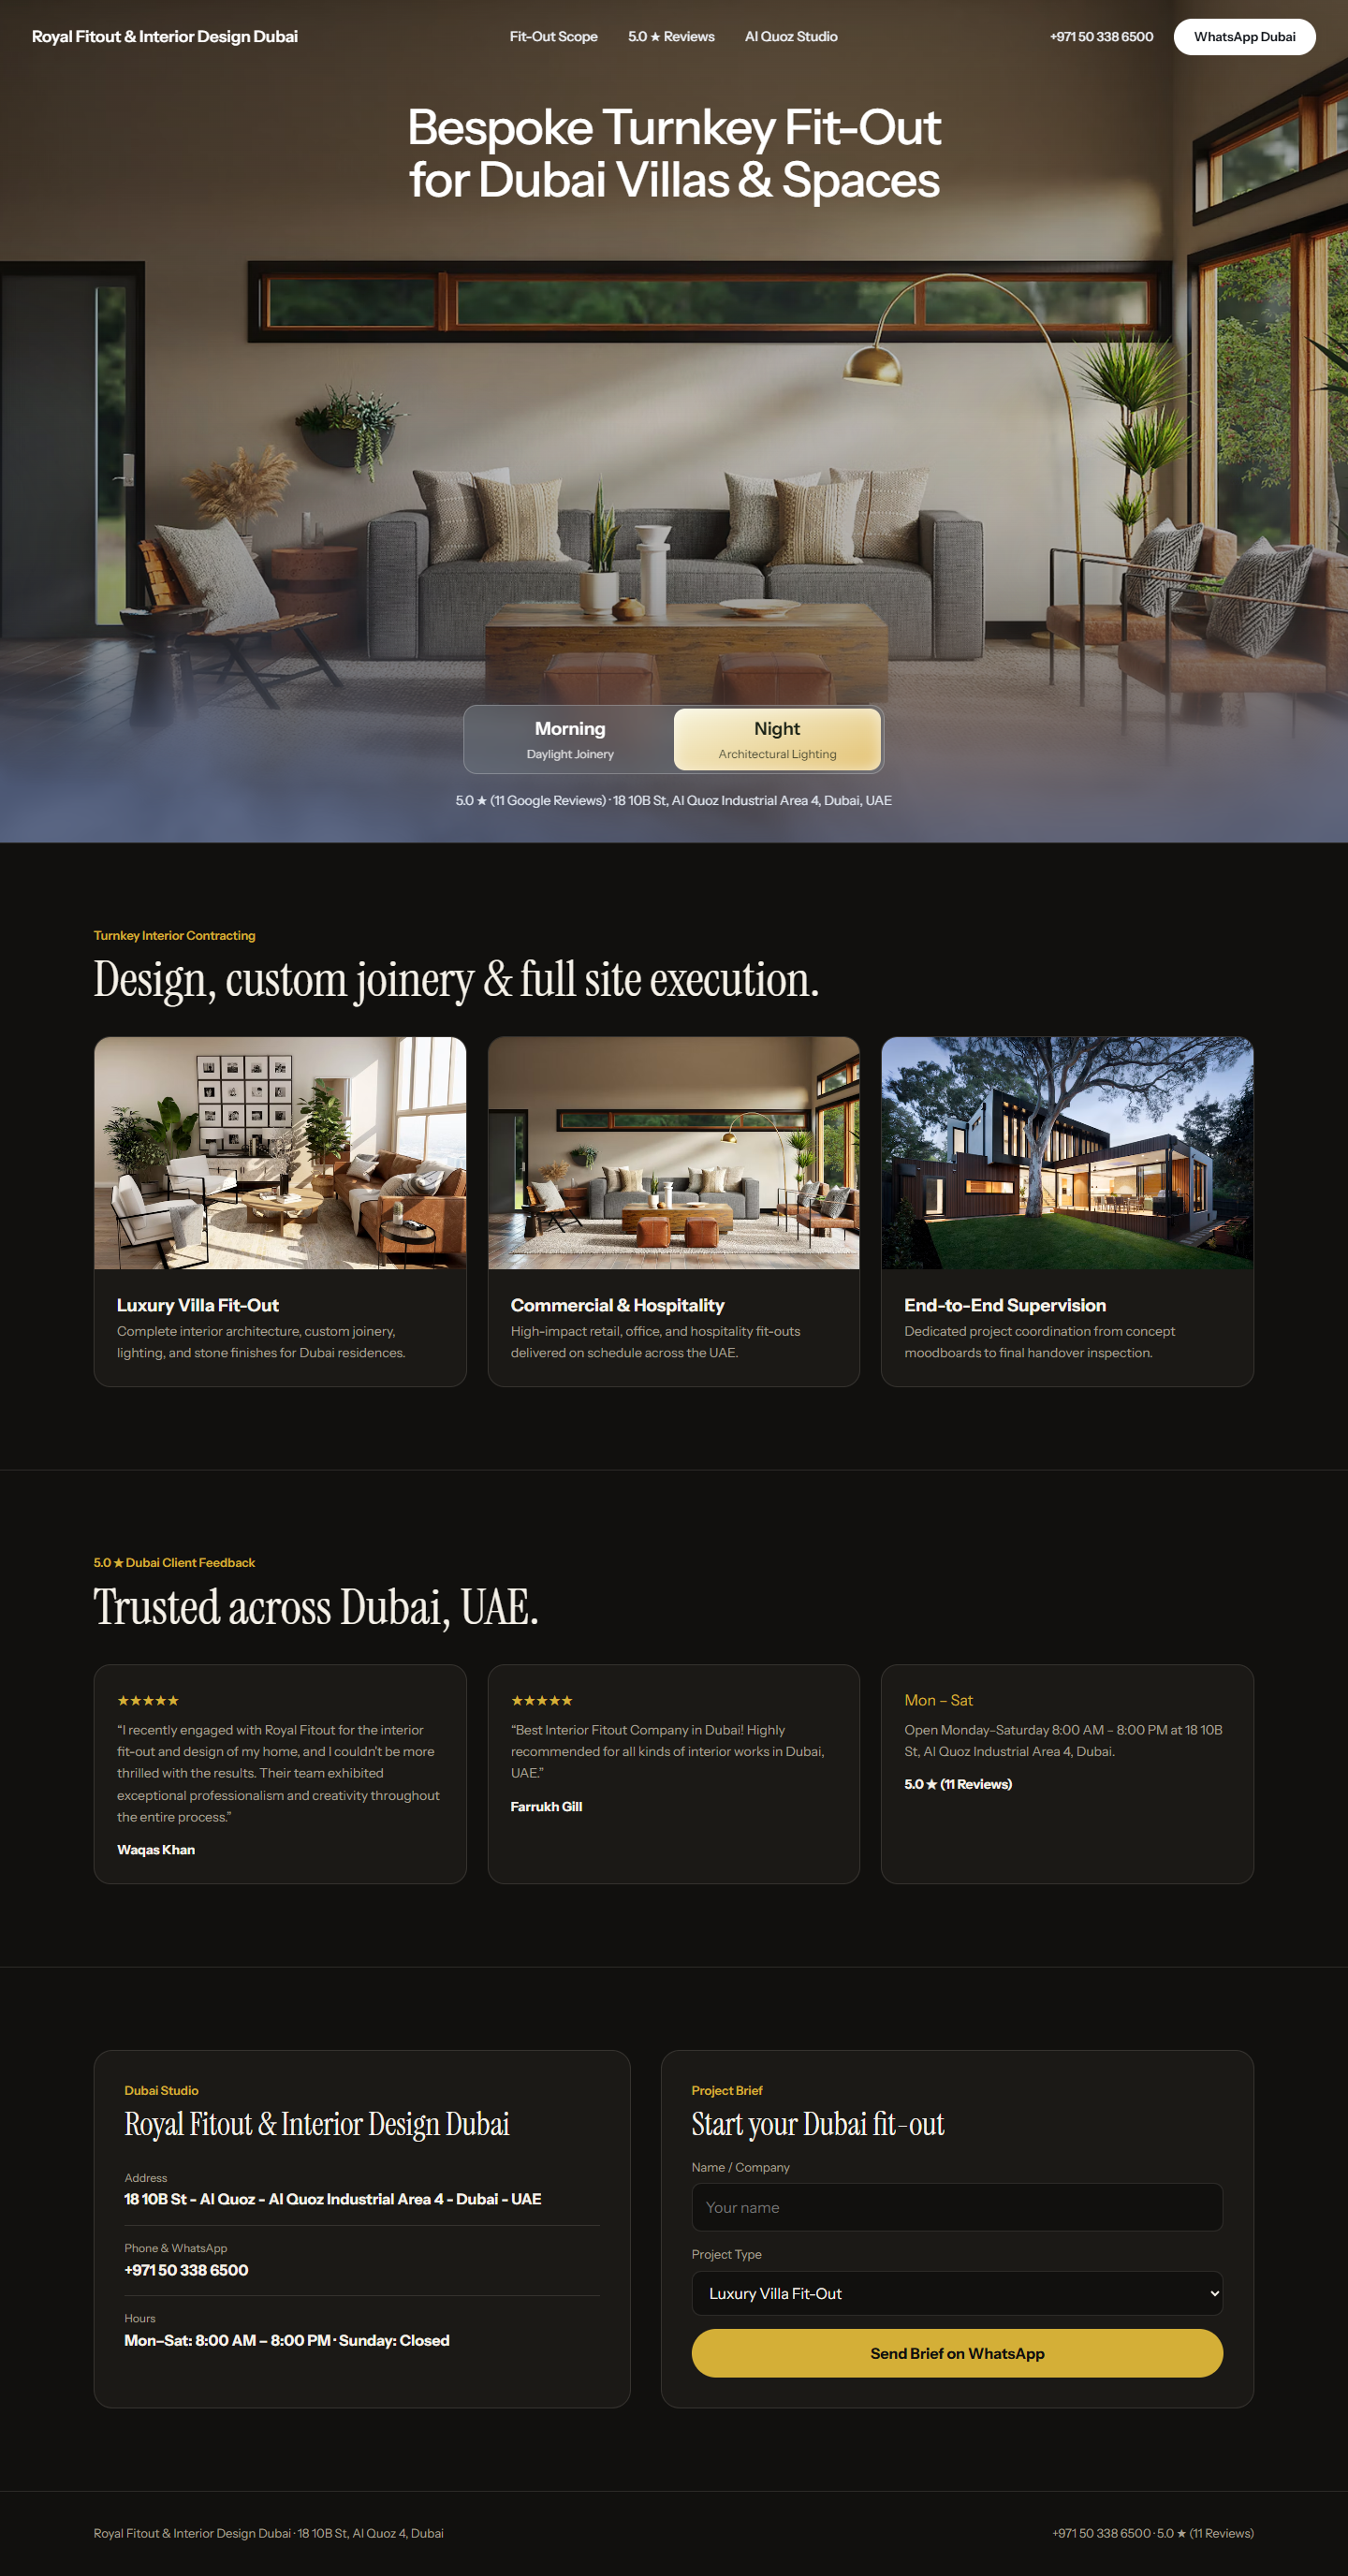 Royal Fitout & Interior Design Dubai
Fit-Out Scope
5.0 ★ Reviews
Al Quoz Studio
+971 50 338 6500
WhatsApp Dubai
Bespoke Turnkey Fit-Out
for Dubai Villas & Spaces
Morning
Daylight Joinery
Night
Architectural Lighting
5.0 ★ (11 Google Reviews) · 18 10B St, Al Quoz Industrial Area 4, Dubai, UAE
Turnkey Interior Contracting
Design, custom joinery & full site execution.
Luxury Villa Fit-Out
Complete interior architecture, custom joinery,
lighting, and stone finishes for Dubai residences.
Commercial & Hospitality
High-impact retail, office, and hospitality fit-outs
delivered on schedule across the UAE.
End-to-End Supervision
Dedicated project coordination from concept
moodboards to final handover inspection.
5.0 ★ Dubai Client Feedback
Trusted across Dubai, UAE.
★★★★★
“I recently engaged with Royal Fitout for the interior
fit-out and design of my home, and I couldn't be more
thrilled with the results. Their team exhibited
exceptional professionalism and creativity throughout
the entire process.”
Waqas Khan
★★★★★
“Best Interior Fitout Company in Dubai! Highly
recommended for all kinds of interior works in Dubai,
UAE.”
Farrukh Gill
Mon – Sat
Open Monday–Saturday 8:00 AM – 8:00 PM at 18 10B
St, Al Quoz Industrial Area 4, Dubai.
5.0 ★ (11 Reviews)
Dubai Studio
Royal Fitout & Interior Design Dubai
Address
18 10B St - Al Quoz - Al Quoz Industrial Area 4 - Dubai - UAE
Phone & WhatsApp
+971 50 338 6500
Hours
Mon–Sat: 8:00 AM – 8:00 PM · Sunday: Closed
Project Brief
Start your Dubai fit-out
Name / Company
Your name
Project Type
Luxury Villa Fit-Out
Send Brief on WhatsApp
Royal Fitout & Interior Design Dubai · 18 10B St, Al Quoz 4, Dubai
+971 50 338 6500 · 5.0 ★ (11 Reviews)